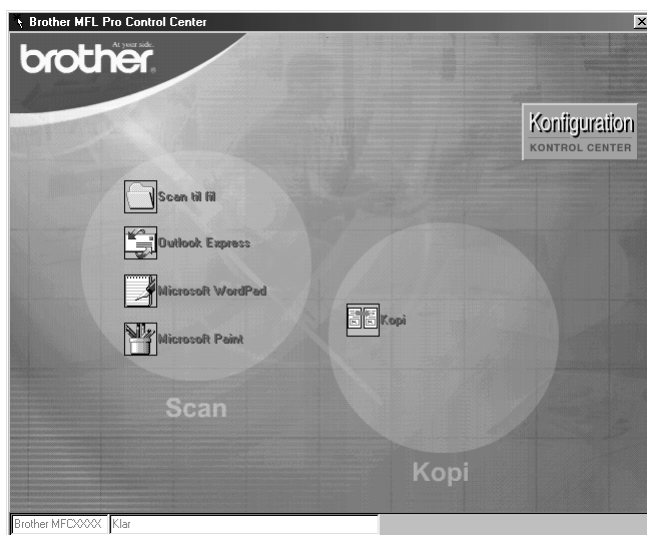 Brother MFL Pro Control Center
At your side.
brother®
Konfiguration
KONTROL CENTER
Scan til fil
Outlook Express
Microsoft WordPad
Microsoft Paint
Kopi
Scan
Kopi
Brother MFCXXXX
Klar